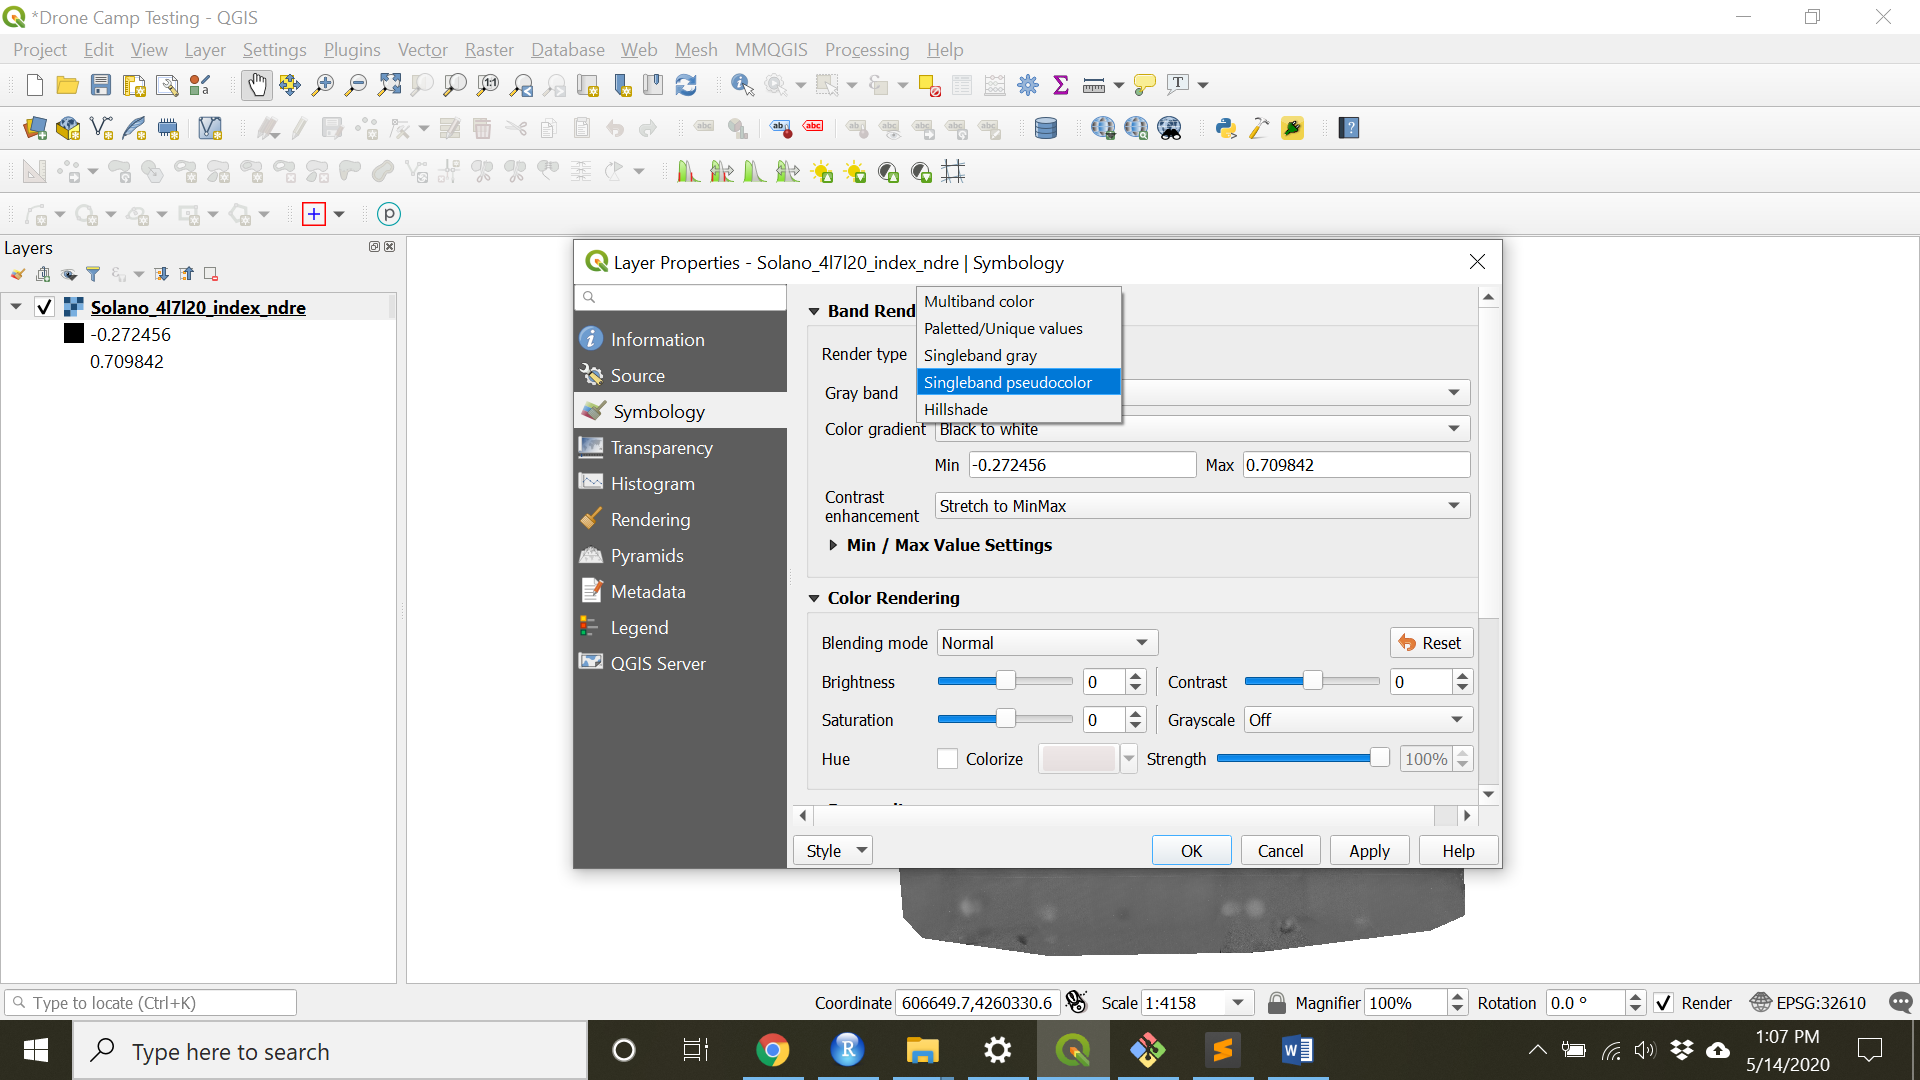 *Drone Camp Testing - QGIS
Project Edit View Layer Settings Plugins Vector Raster Database Web Mesh MMQGIS Processing Help
Layers
Solano_4l7l20_index_ndre
-0.272456
0.709842
Layer Properties - Solano_4l7l20_index_ndre | Symbology
Information
Source
Symbology
Transparency
Histogram
Rendering
Pyramids
Metadata
Legend
QGIS Server
Band Rend
Render type
Multiband color
Paletted/Unique values
Singleband gray
Singleband pseudocolor
Hillshade
Gray band
Color gradient Black to white
Min -0.272456 Max 0.709842
Contrast
enhancement Stretch to MinMax
Min / Max Value Settings
Color Rendering
Blending mode Normal Reset
Brightness 0 Contrast 0
Saturation 0 Grayscale Off
Hue Colorize Strength 100%
Style OK Cancel Apply Help
Type to locate (Ctrl+K) Coordinate 606649.7,4260330.6 Scale 1:4158 Magnifier 100% Rotation 0.0 ° Render EPSG:32610
Type here to search
1:07 PM
5/14/2020